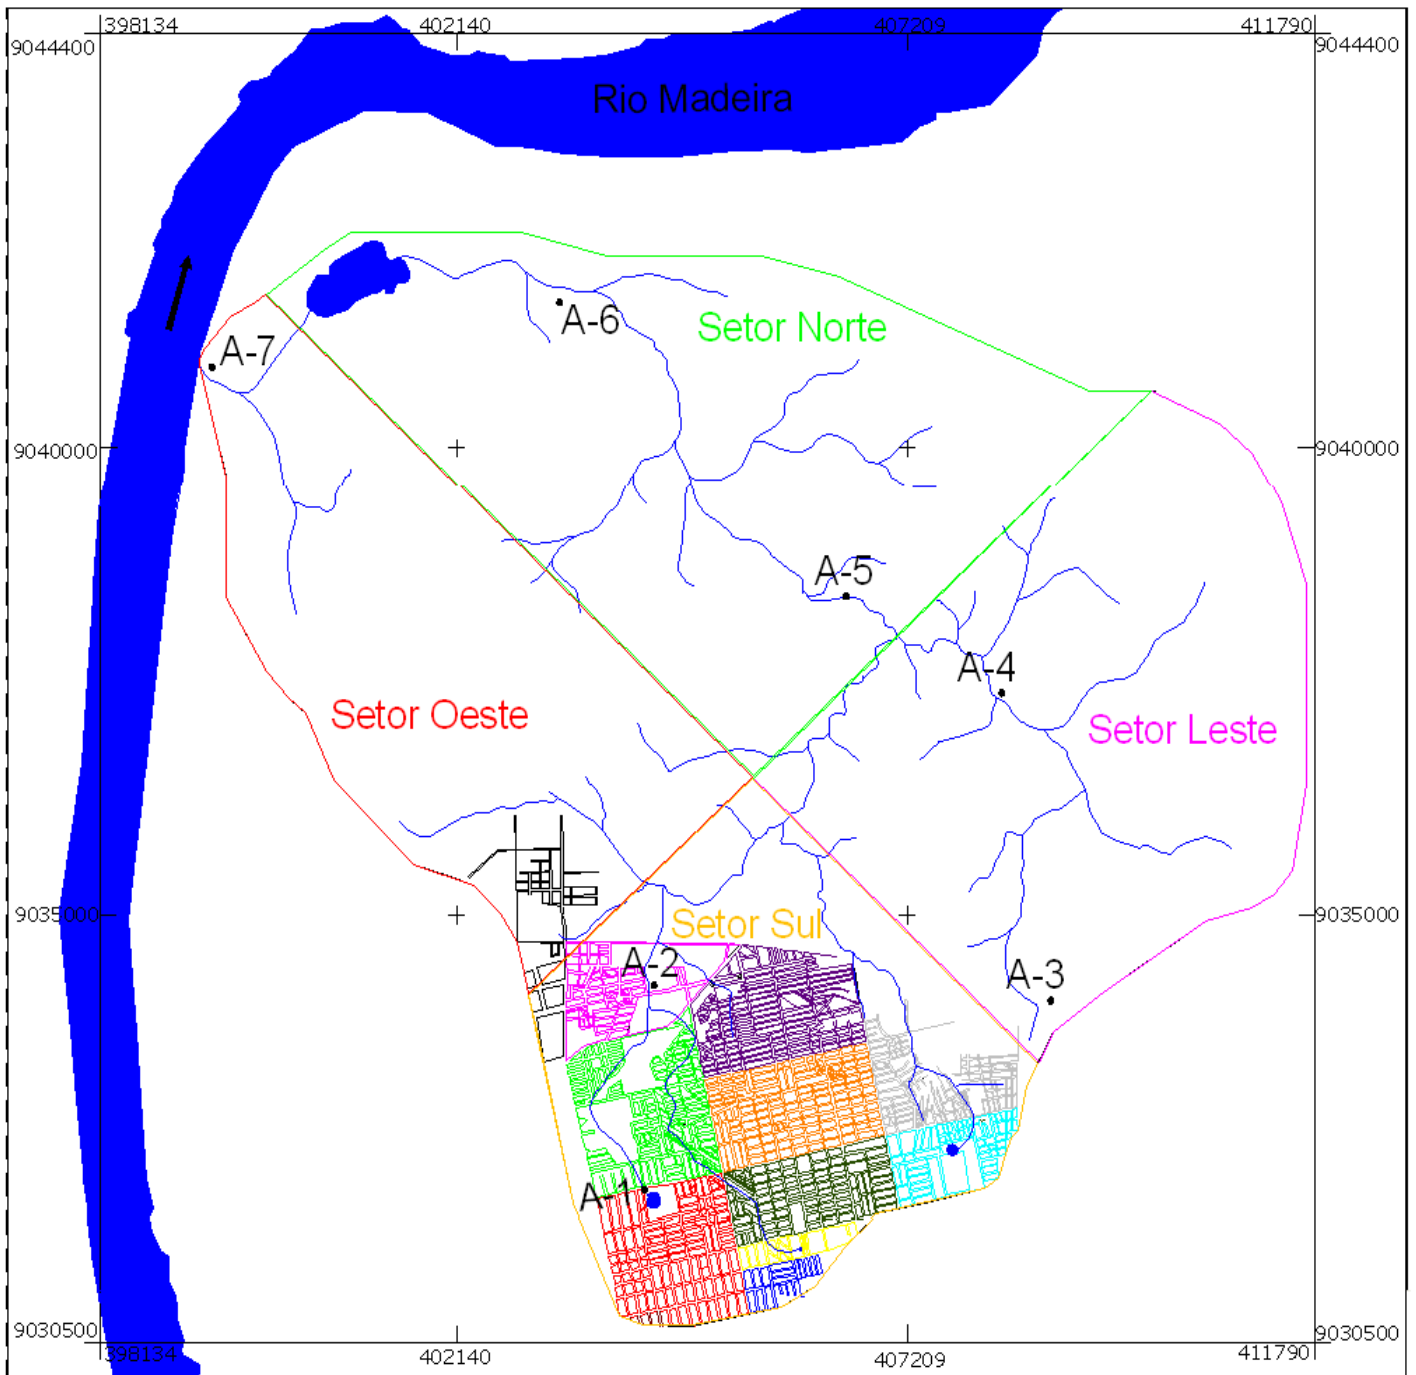 398134 402140 407209 411790
9044400 9044400
Rio Madeira
A-6
Setor Norte
A-7
9040000 9040000
A-5
A-4
Setor Oeste
Setor Leste
9035000 9035000
Setor Sul
A-2
A-3
A-1
9030500 9030500
398134 402140 407209 411790